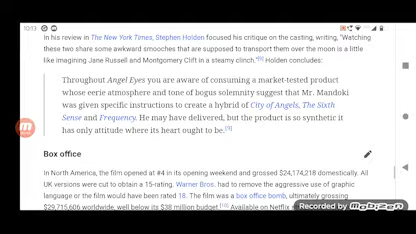 10:13
In his review in The New York Times, Stephen Holden focused his critique on the casting, writing, "Watching
these two share some awkward smooches that are supposed to transport them over the moon is a little
like imagining Jane Russell and Montgomery Clift in a steamy clinch."[9] Holden concludes:
Throughout Angel Eyes you are aware of consuming a market-tested product
whose eerie atmosphere and tone of bogus solemnity suggest that Mr. Mandoki
was given specific instructions to create a hybrid of City of Angels, The Sixth
Sense and Frequency. He may have delivered, but the product is so synthetic it
has only attitude where its heart ought to be.[9]
Box office
In North America, the film opened at #4 in its opening weekend and grossed $24,174,218 domestically. All
UK versions were cut to obtain a 15-rating. Warner Bros. had to remove the aggressive use of graphic
language or the film would have been rated 18. The film was a box office bomb, ultimately grossing
$29,715,606 worldwide, well below its $38 million budget.[10] Available on Netflix
Recorded by Mobizen